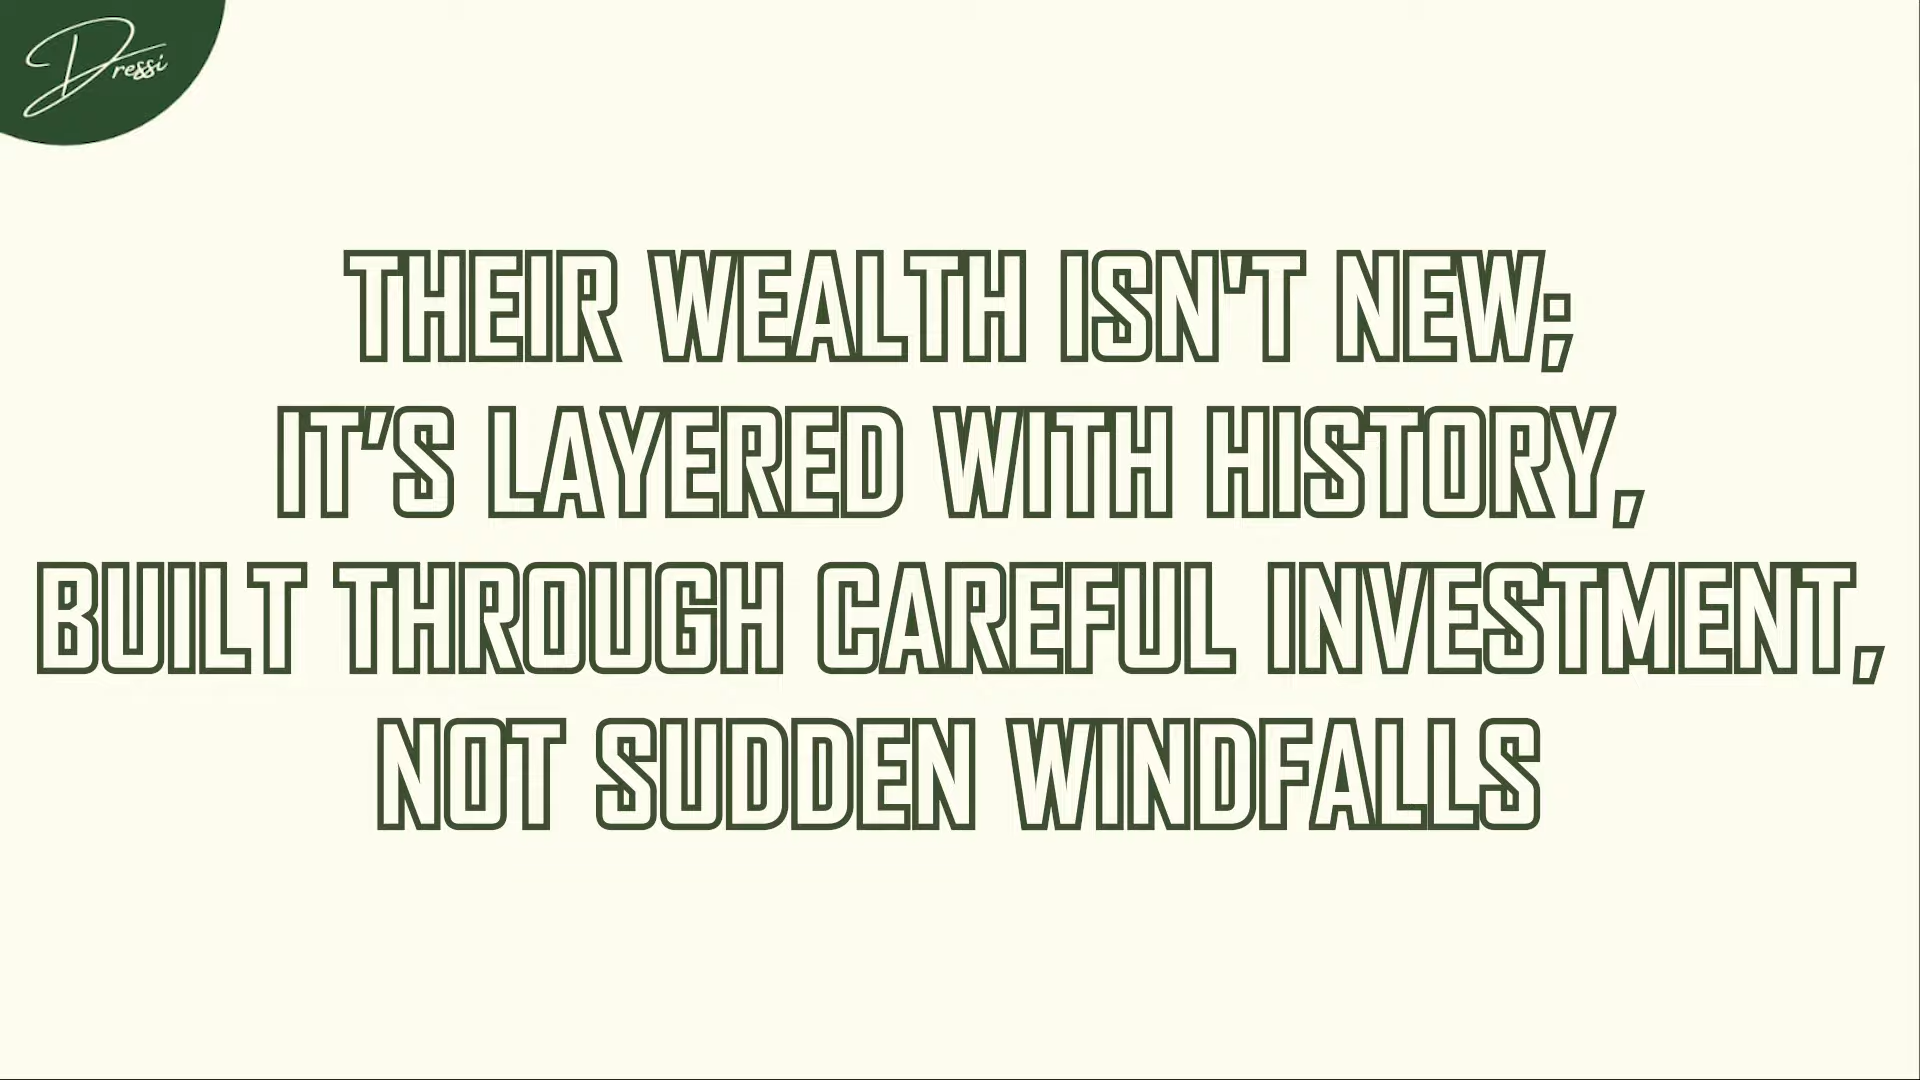 Dressi
THEIR WEALTH ISN'T NEW;
IT’S LAYERED WITH HISTORY,
BUILT THROUGH CAREFUL INVESTMENT,
NOT SUDDEN WINDFALLS